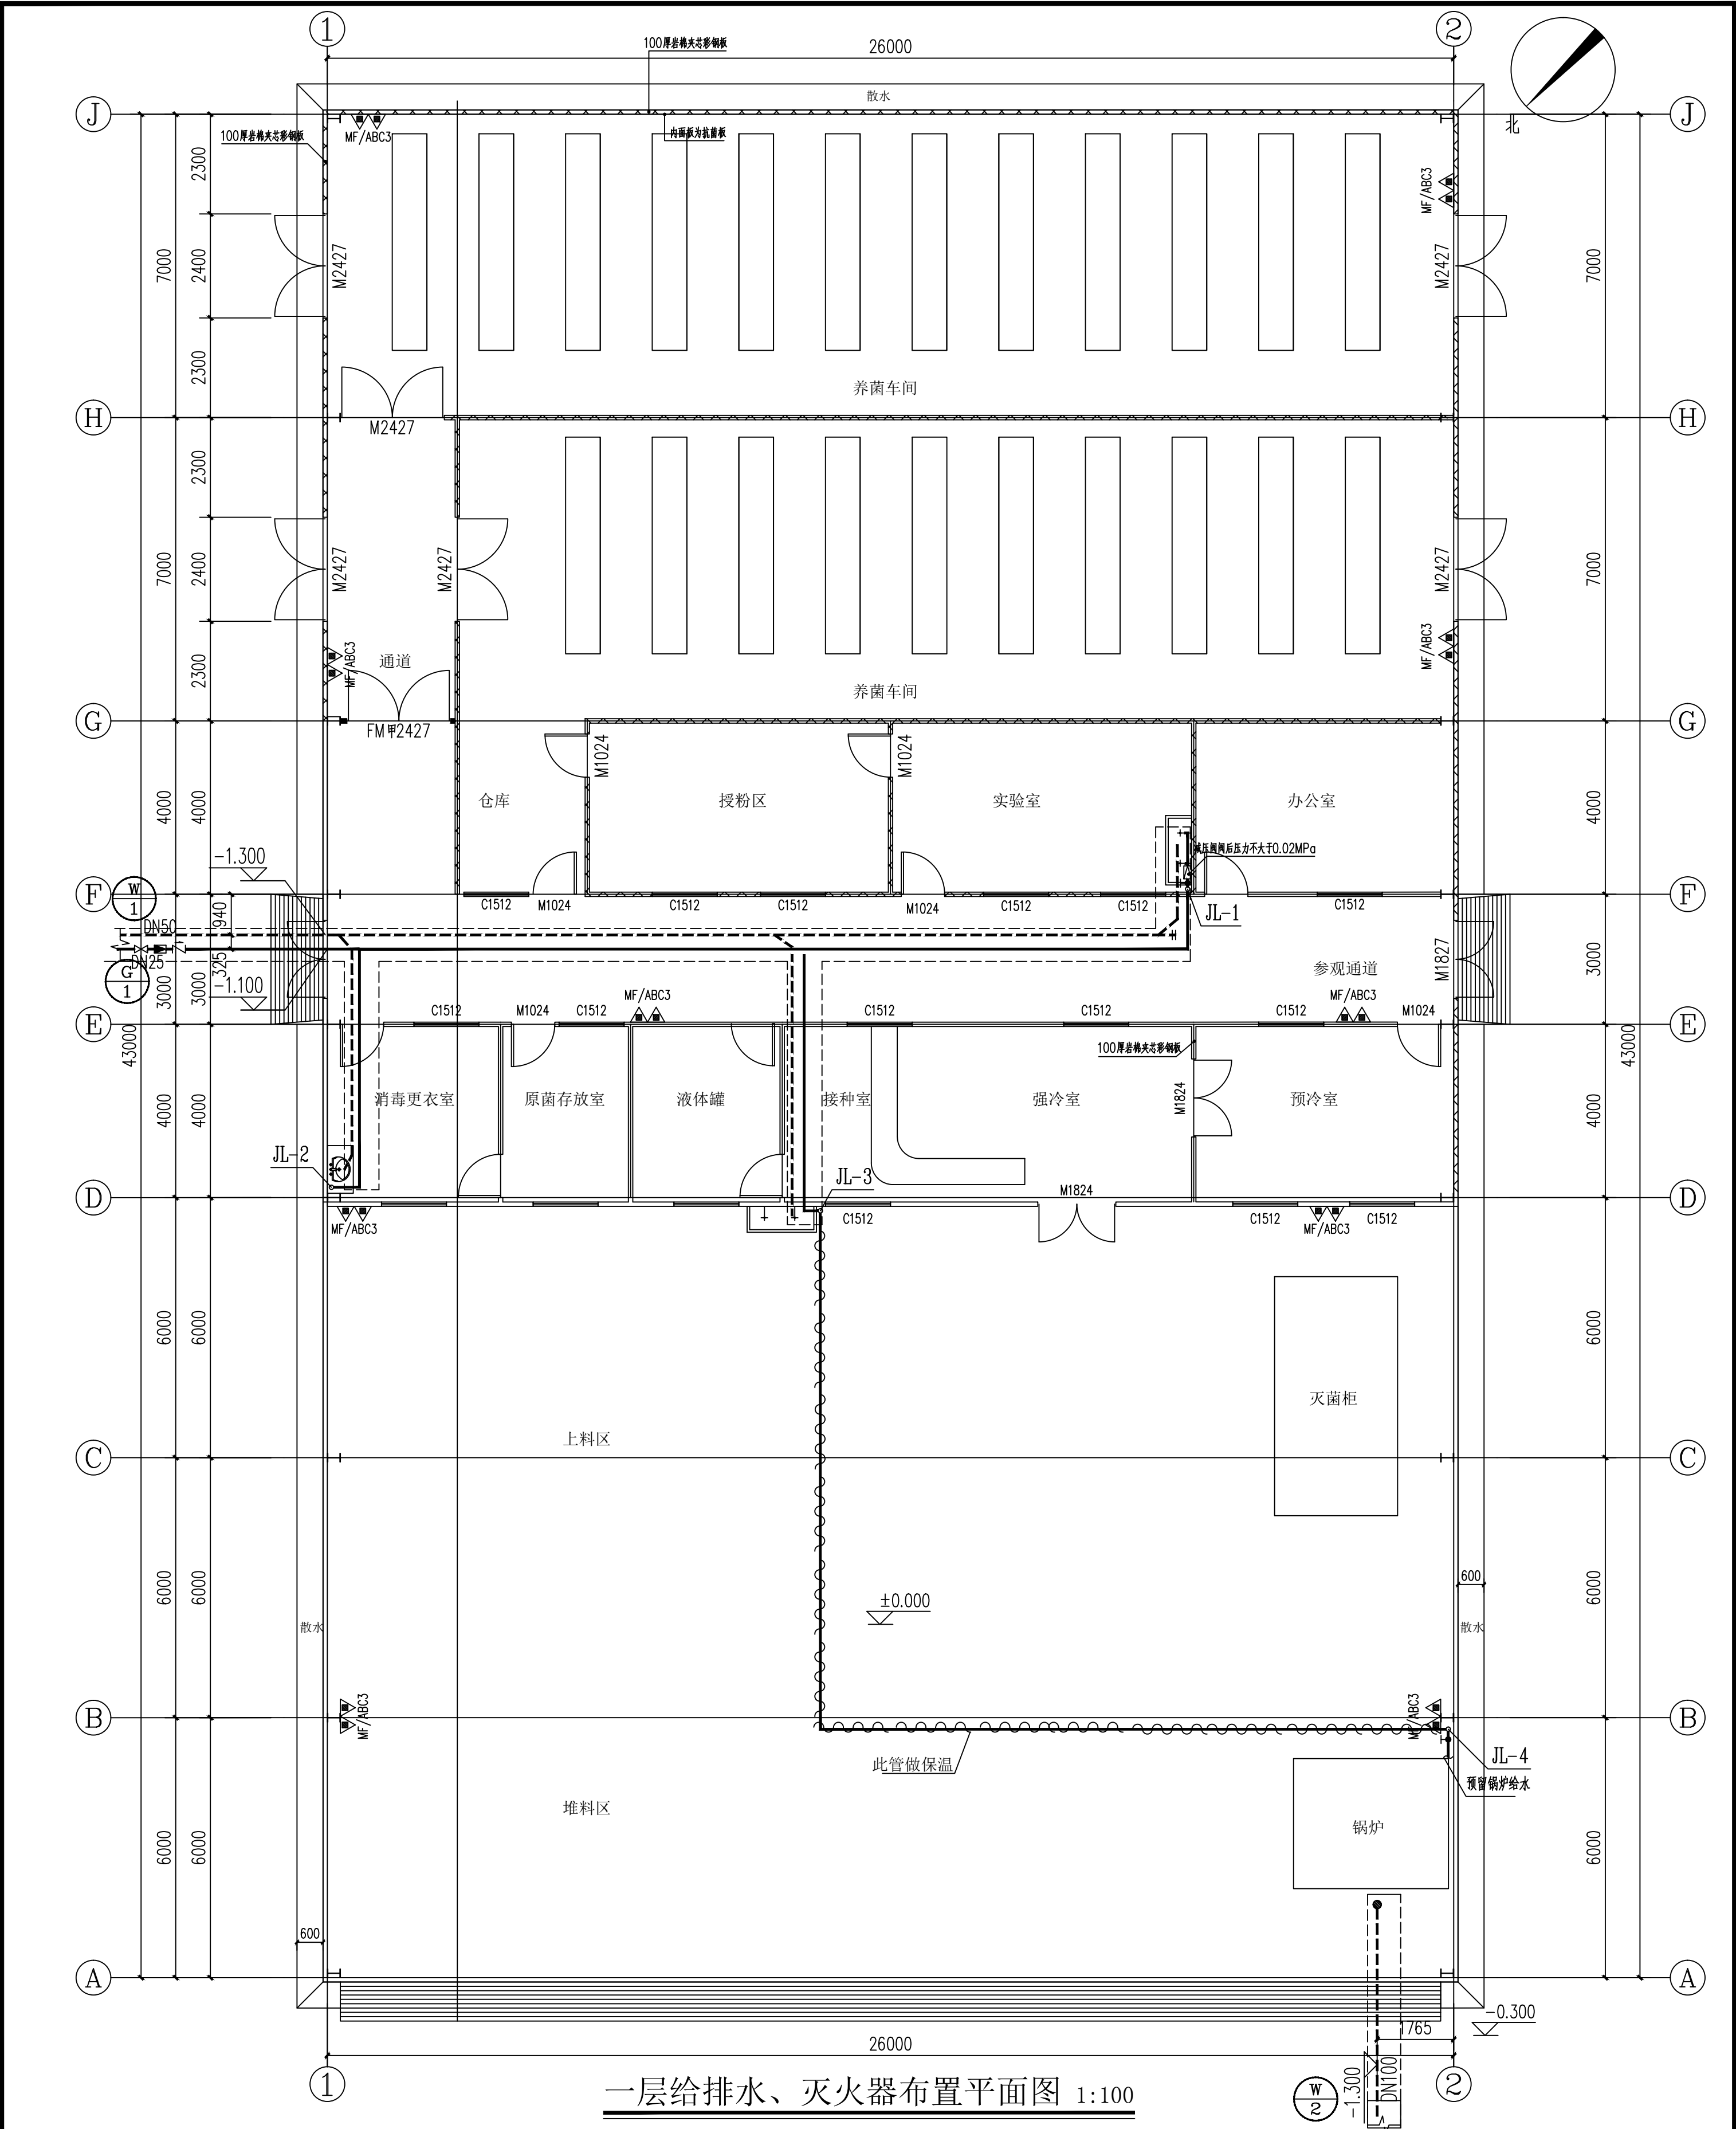 1
2
100厚岩棉夹芯彩钢板
26000
散水
J
J
北
100厚岩棉夹芯彩钢板
MF/ABC3
内面板为抗菌板
2300
MF/ABC3
7000
2400
M2427
M2427
7000
2300
养菌车间
H
M2427
H
2300
7000
2400
M2427
M2427
M2427
7000
2300
通道
MF/ABC3
MF/ABC3
养菌车间
G
FM甲2427
G
M1024
M1024
4000
4000
仓库
授粉区
实验室
办公室
4000
-1.300
减压阀阀后压力不大于0.02MPa
F
W
1
F
C1512
M1024
C1512
C1512
M1024
C1512
C1512
C1512
JL-1
940
DN50
DN25
325
G
1
-1.100
3000
3000
参观通道
M1827
3000
MF/ABC3
MF/ABC3
C1512
M1024
C1512
C1512
C1512
C1512
M1024
E
E
43000
43000
100厚岩棉夹芯彩钢板
4000
4000
消毒更衣室
原菌存放室
液体罐
接种室
强冷室
M1824
预冷室
4000
JL-2
JL-3
D
M1824
D
MF/ABC3
C1512
C1512
MF/ABC3
C1512
6000
6000
6000
灭菌柜
上料区
C
C
6000
6000
±0.000
600
6000
散水
散水
B
MF/ABC3
MF/ABC3
B
此管做保温
JL-4
预留锅炉给水
堆料区
锅炉
6000
6000
6000
600
A
A
-0.300
1765
26000
1
2
一层给排水、灭火器布置平面图 1:100
W
2
-1.300
DN100